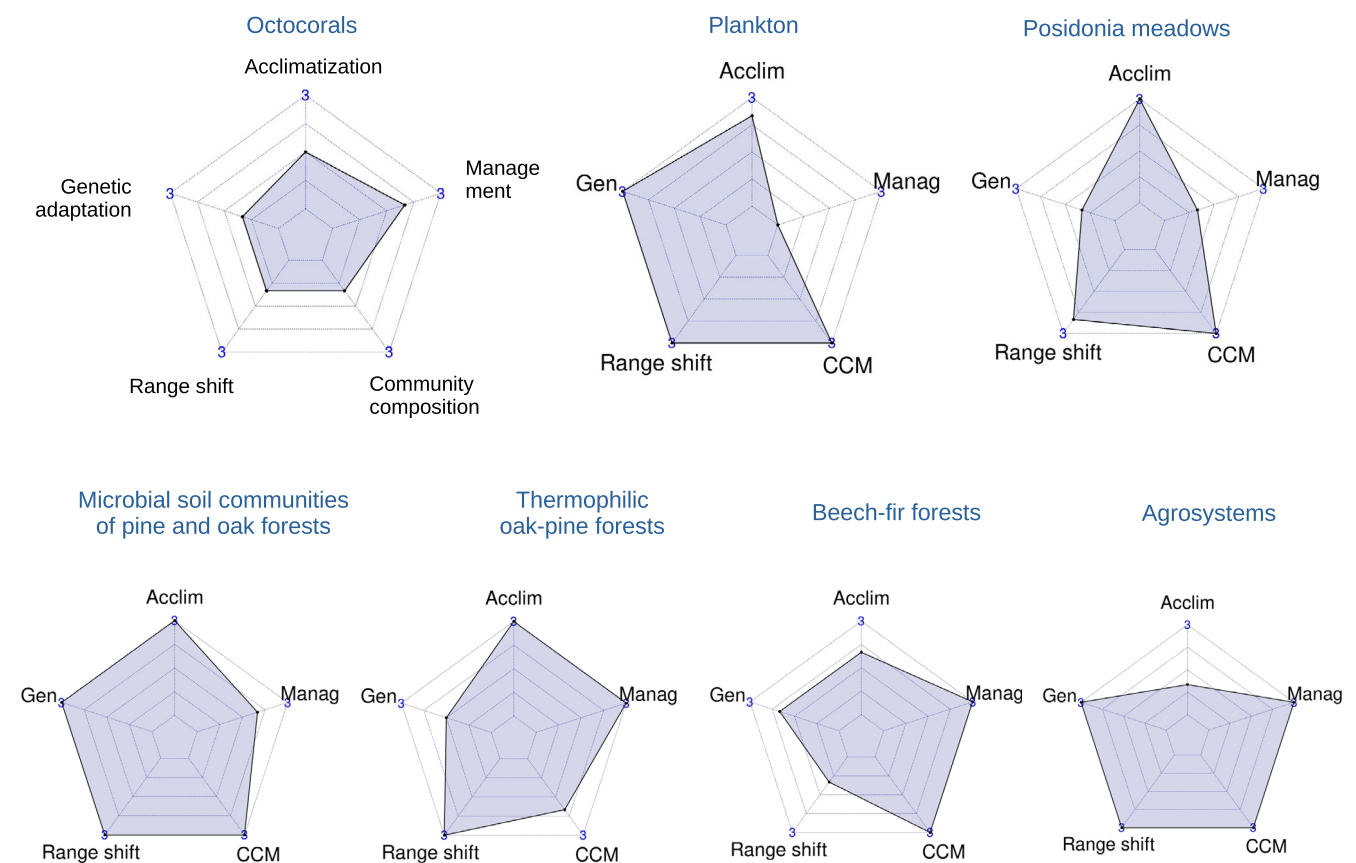 Octocorals
Acclimatization
3
Manage
ment
3
Genetic
adaptation
3
3
3
Range shift
Community
composition
Plankton
Acclim
3
Gen
3
Manag
3
3
3
Range shift
CCM
Posidonia meadows
Acclim
3
Gen
3
Manag
3
3
3
Range shift
CCM
Microbial soil communities
of pine and oak forests
Acclim
3
Gen
3
Manag
3
3
3
Range shift
CCM
Thermophilic
oak-pine forests
Acclim
3
Gen
3
Manag
3
3
3
Range shift
CCM
Beech-fir forests
Acclim
3
Gen
3
Manag
3
3
3
Range shift
CCM
Agrosystems
Acclim
3
Gen
3
Manag
3
3
3
Range shift
CCM